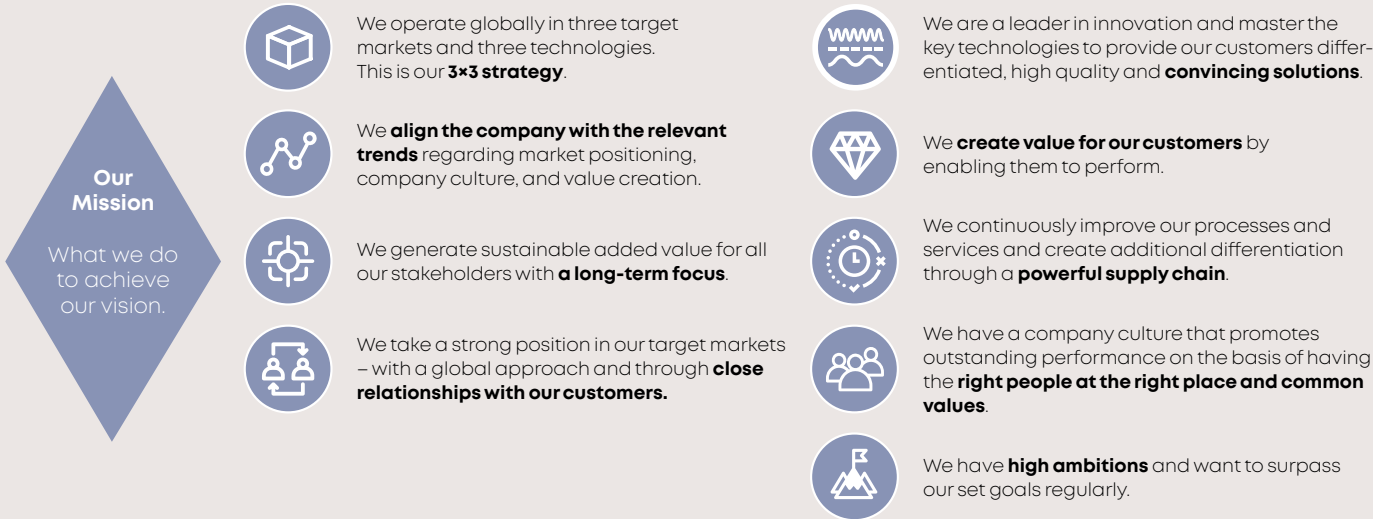 Our
Mission
What we do
to achieve
our vision.
We operate globally in three target
markets and three technologies.
This is our 3×3 strategy.
We align the company with the relevant
trends regarding market positioning,
company culture, and value creation.
We generate sustainable added value for all
our stakeholders with a long-term focus.
We take a strong position in our target markets
– with a global approach and through close
relationships with our customers.
We are a leader in innovation and master the
key technologies to provide our customers differ-
entiated, high quality and convincing solutions.
We create value for our customers by
enabling them to perform.
We continuously improve our processes and
services and create additional differentiation
through a powerful supply chain.
We have a company culture that promotes
outstanding performance on the basis of having
the right people at the right place and common
values.
We have high ambitions and want to surpass
our set goals regularly.